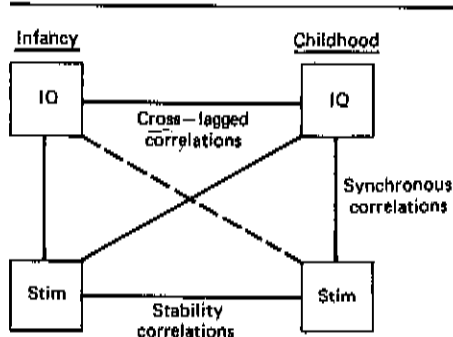 Infancy
Childhood
IQ
IQ
Cross-lagged
correlations
Synchronous
correlations
Stim
Stim
Stability
correlations